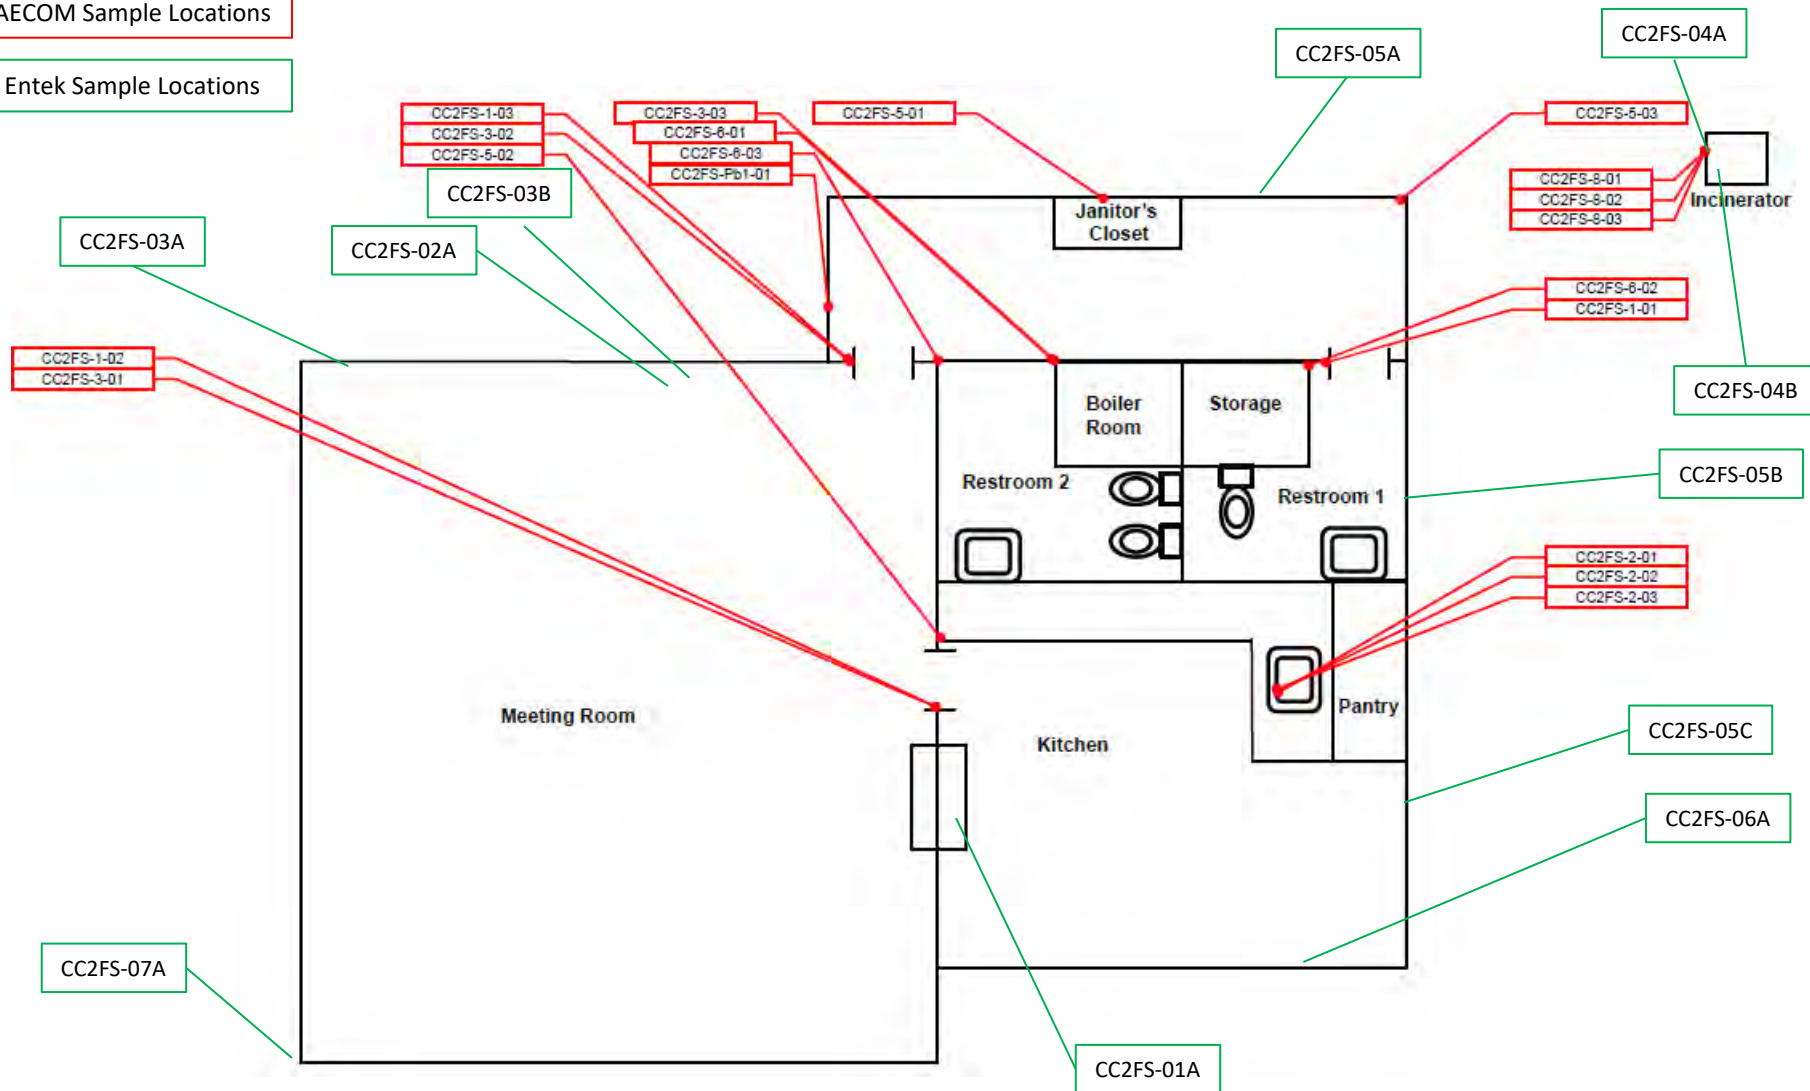 AECOM Sample Locations
Entek Sample Locations
CC2FS-04A
CC2FS-05A
CC2FS-1-03
CC2FS-3-02
CC2FS-5-02
CC2FS-3-03
CC2FS-6-01
CC2FS-6-03
CC2FS-Pb1-01
CC2FS-5-01
CC2FS-5-03
CC2FS-8-01
CC2FS-8-02
CC2FS-8-03
Incinerator
CC2FS-03B
CC2FS-03A
CC2FS-02A
Janitor's
Closet
CC2FS-6-02
CC2FS-1-01
CC2FS-1-02
CC2FS-3-01
CC2FS-04B
Boiler
Room
Storage
CC2FS-05B
Restroom 2
Restroom 1
CC2FS-2-01
CC2FS-2-02
CC2FS-2-03
Meeting Room
Kitchen
Pantry
CC2FS-05C
CC2FS-06A
CC2FS-07A
CC2FS-01A